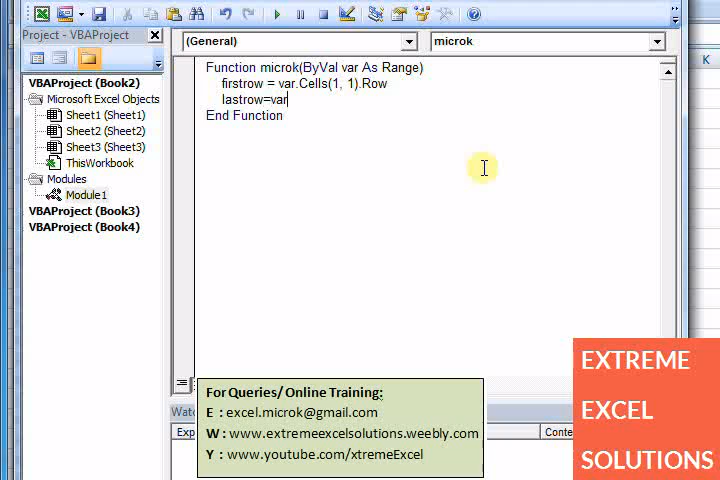 Project - VBAProject
(General)
microk
K
VBAProject (Book2)
Microsoft Excel Objects
Sheet1 (Sheet1)
Sheet2 (Sheet2)
Sheet3 (Sheet3)
ThisWorkbook
Modules
Module1
VBAProject (Book3)
VBAProject (Book4)
Function microk(ByVal var As Range)
firstrow = var.Cells(1, 1).Row
lastrow=var
End Function
For Queries/ Online Training:
E : excel.microk@gmail.com
W : www.extremeexcelsolutions.weebly.com
Y : www.youtube.com/xtremeExcel
Watc
Exp
Conte
EXTREME
EXCEL
SOLUTIONS